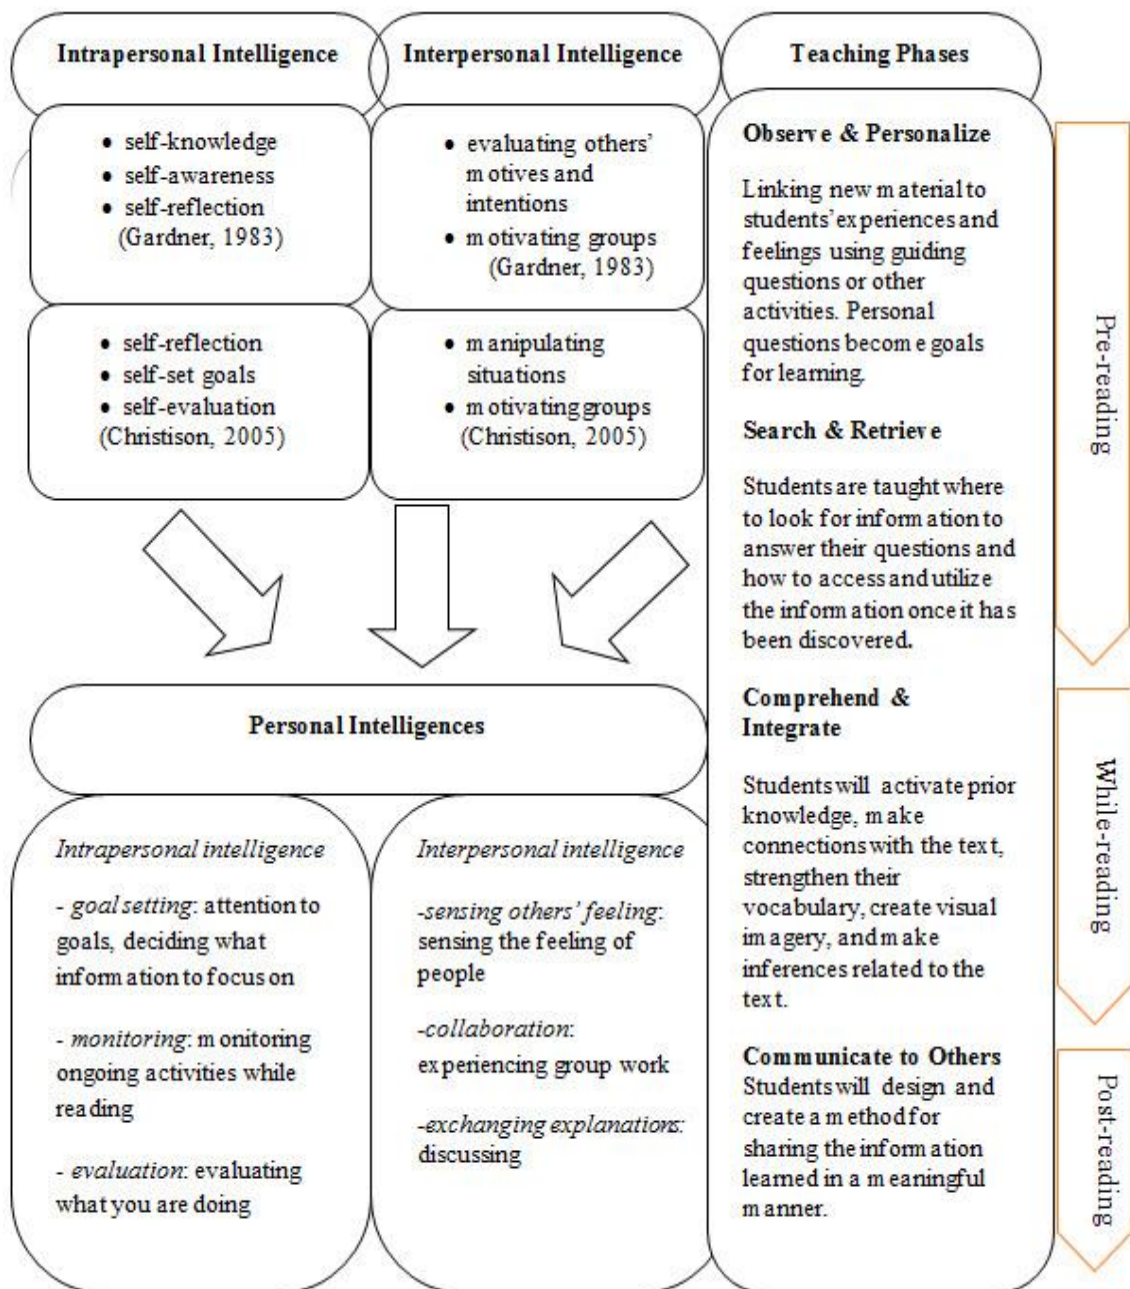 Intrapersonal Intelligence
• self-knowledge
• self-awareness
• self-reflection
(Gardner, 1983)
• self-reflection
• self-set goals
• self-evaluation
(Christison, 2005)
Interpersonal Intelligence
• evaluating others'
motives and
intentions
• motivating groups
(Gardner, 1983)
• manipulating
situations
• motivating groups
(Christison, 2005)
Personal Intelligences
Intrapersonal intelligence
- goal setting: attention to
goals, deciding what
information to focus on
- monitoring: monitoring
ongoing activities while
reading
- evaluation: evaluating
what you are doing
Interpersonal intelligence
-sensing others' feeling:
sensing the feeling of
people
-collaboration:
experiencing group work
-exchanging explanations:
discussing
Teaching Phases
Observe & Personalize
Linking new material to
students' experiences and
feelings using guiding
questions or other
activities. Personal
questions become goals
for learning.
Search & Retrieve
Students are taught where
to look for information to
answer their questions and
how to access and utilize
the information once it has
been discovered.
Comprehend &
Integrate
Students will activate prior
knowledge, make
connections with the text,
strengthen their
vocabulary, create visual
imagery, and make
inferences related to the
text.
Communicate to Others
Students will design and
create a method for
sharing the information
learned in a meaningful
manner.
Pre-reading
While-reading
Post-reading